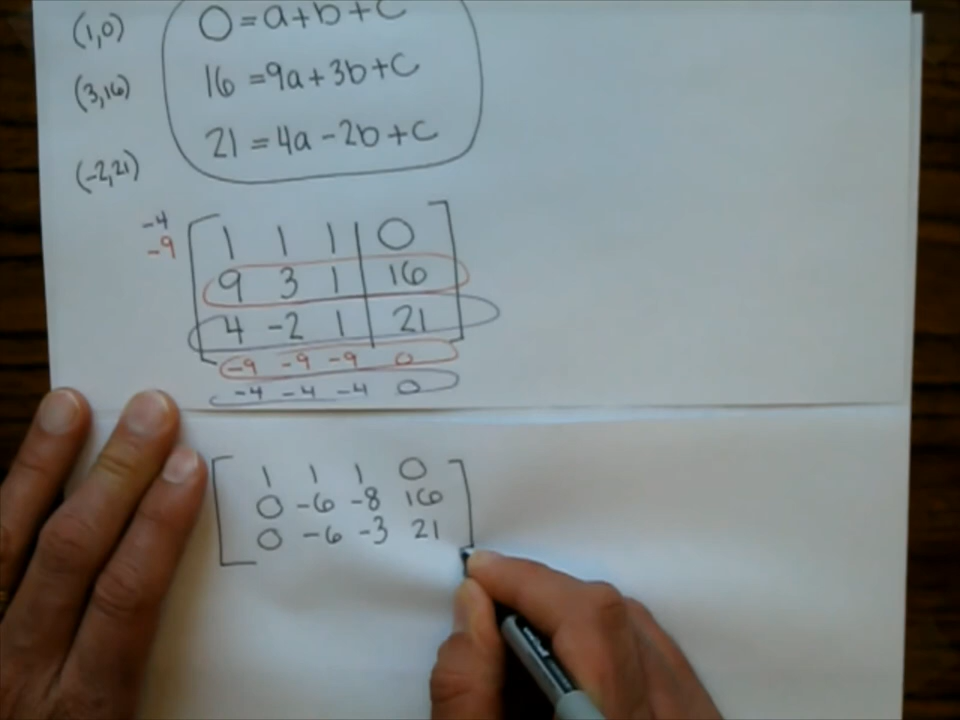 (1,0) 0=a+b+c
(3,16) 16=9a+3b+c
(-2,21) 21=4a-2b+c
-4
-9
1 1 1 0
9 3 1 16
4 -2 1 21
-9 -9 -9 0
-4 -4 -4 0
1 1 1 0
0 -6 -8 16
0 -6 -3 21